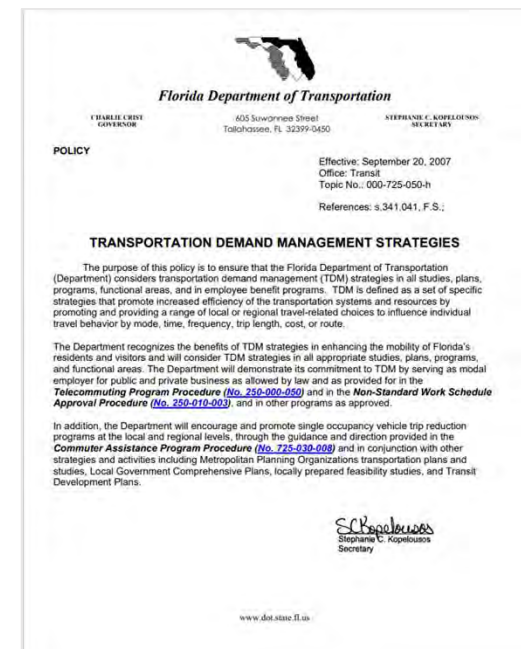 Florida Department of Transportation
CHARLIE CRIST
GOVERNOR
605 Suwannee Street
Tallahassee, FL 32399-0450
STEPHANIE C. KOPELOUSOS
SECRETARY
POLICY
Effective: September 20, 2007
Office: Transit
Topic No.: 000-725-050-h
References: s.341.041, F.S.;
TRANSPORTATION DEMAND MANAGEMENT STRATEGIES
The purpose of this policy is to ensure that the Florida Department of Transportation
(Department) considers transportation demand management (TDM) strategies in all studies, plans,
programs, functional areas, and in employee benefit programs. TDM is defined as a set of specific
strategies that promote increased efficiency of the transportation systems and resources by
promoting and providing a range of local or regional travel-related choices to influence individual
travel behavior by mode, time, frequency, trip length, cost, or route.
The Department recognizes the benefits of TDM strategies in enhancing the mobility of Florida's
residents and visitors and will consider TDM strategies in all appropriate studies, plans, programs,
and functional areas. The Department will demonstrate its commitment to TDM by serving as modal
employer for public and private business as allowed by law and as provided for in the
Telecommuting Program Procedure (No. 250-000-050) and in the Non-Standard Work Schedule
Approval Procedure (No. 250-010-003), and in other programs as approved.
In addition, the Department will encourage and promote single occupancy vehicle trip reduction
programs at the local and regional levels, through the guidance and direction provided in the
Commuter Assistance Program Procedure (No. 725-030-008) and in conjunction with other
strategies and activities including Metropolitan Planning Organizations transportation plans and
studies, Local Government Comprehensive Plans, locally prepared feasibility studies, and Transit
Development Plans.
SCKopelousos
Stephanie C. Kopelousos
Secretary
www.dot.state.fl.us